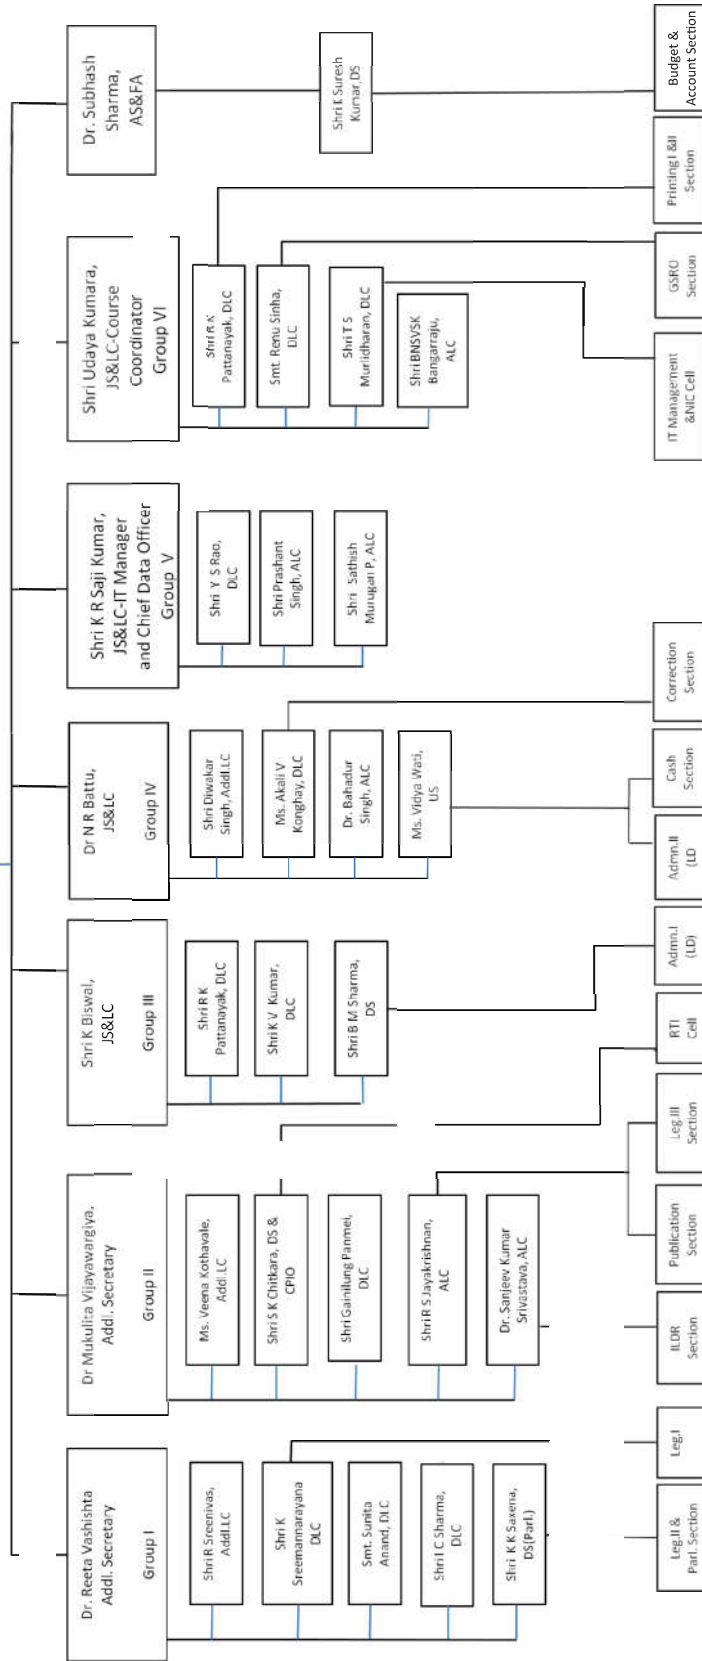 Dr. Reeta Vashishta
Addl. Secretary
Group I
Shri R Sreenivas,
Addl.LC
Shri K
Sreemannarayana
DLC
Smt. Sunita
Anand, DLC
Shri I C Sharma,
DLC
Shri K K Saxena,
DS(Parl.)
Dr Mukulita Vijayawargiya,
Addl. Secretary
Group II
Ms. Veena Kothavale,
Addl.LC
Shri S K Chitkara, DS &
CPIO
Shri Gainilung Panmei,
DLC
Shri R S Jayakrishnan,
ALC
Dr. Sanjeev Kumar
Srivastava, ALC
Shri K Biswal,
JS&LC
Group III
Shri R K
Pattanayak, DLC
Shri K V Kumar,
DLC
Shri B M Sharma,
DS
Dr N R Battu,
JS&LC
Group IV
Shri Diwakar
Singh, Addl.LC
Ms. Akali V
Konghay, DLC
Dr. Bahadur
Singh, ALC
Ms. Vidya Wati,
US
Shri K R Saji Kumar,
JS&LC-IT Manager
and Chief Data Officer
Group V
Shri Y S Rao,
DLC
Shri Prashant
Singh, ALC
Shri Sathish
Murugan P, ALC
Shri Udaya Kumara,
JS&LC-Course
Coordinator
Group VI
Shri R K
Pattanayak, DLC
Smt. Renu Sinha,
DLC
Shri T S
Murlidharan, DLC
Shri BNSVSK
Bangarraju,
ALC
Dr. Subhash
Sharma,
AS&FA
Shri K Suresh
Kumar,DS
Leg.II &
Parl. Section
Leg.I
ILDR
Section
Publication
Section
Leg.III
Section
RTI
Cell
Admn.I
(LD)
Admn.II
(LD
Cash
Section
Correction
Section
IT Management
&NIC Cell
GSRO
Section
Printing I &II
Section
Budget &
Account Section